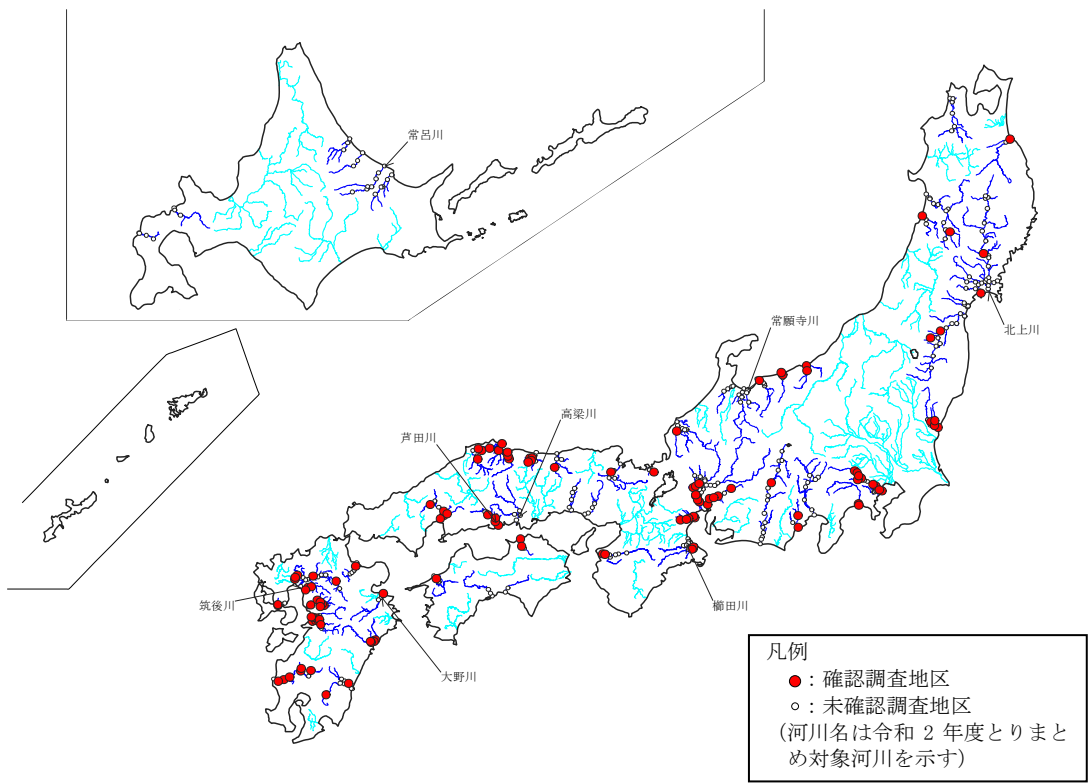 常呂川
北上川
常願寺川
高梁川
芦田川
筑後川
櫛田川
大野川
凡例
：確認調査地区
：未確認調査地区
（河川名は令和 2 年度とりまと
め対象河川を示す）